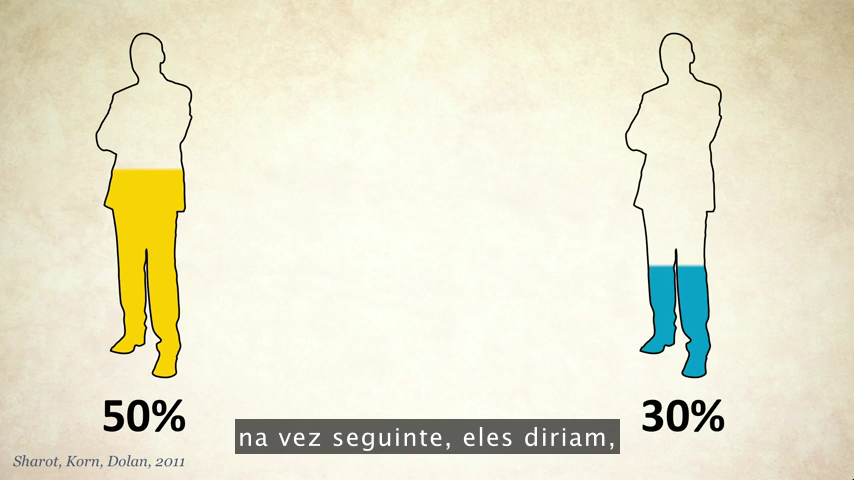 50%
30%
na vez seguinte, eles diriam,
Sharot, Korn, Dolan, 2011